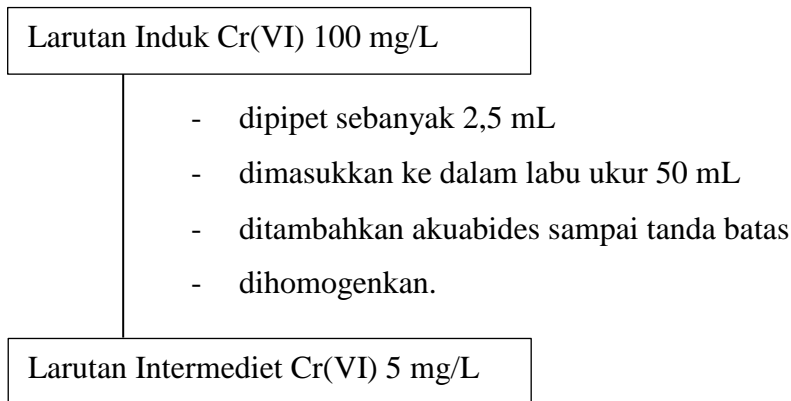 Larutan Induk Cr(VI) 100 mg/L
- dipipet sebanyak 2,5 mL
- dimasukkan ke dalam labu ukur 50 mL
- ditambahkan akuabides sampai tanda batas
- dihomogenkan.
Larutan Intermediet Cr(VI) 5 mg/L